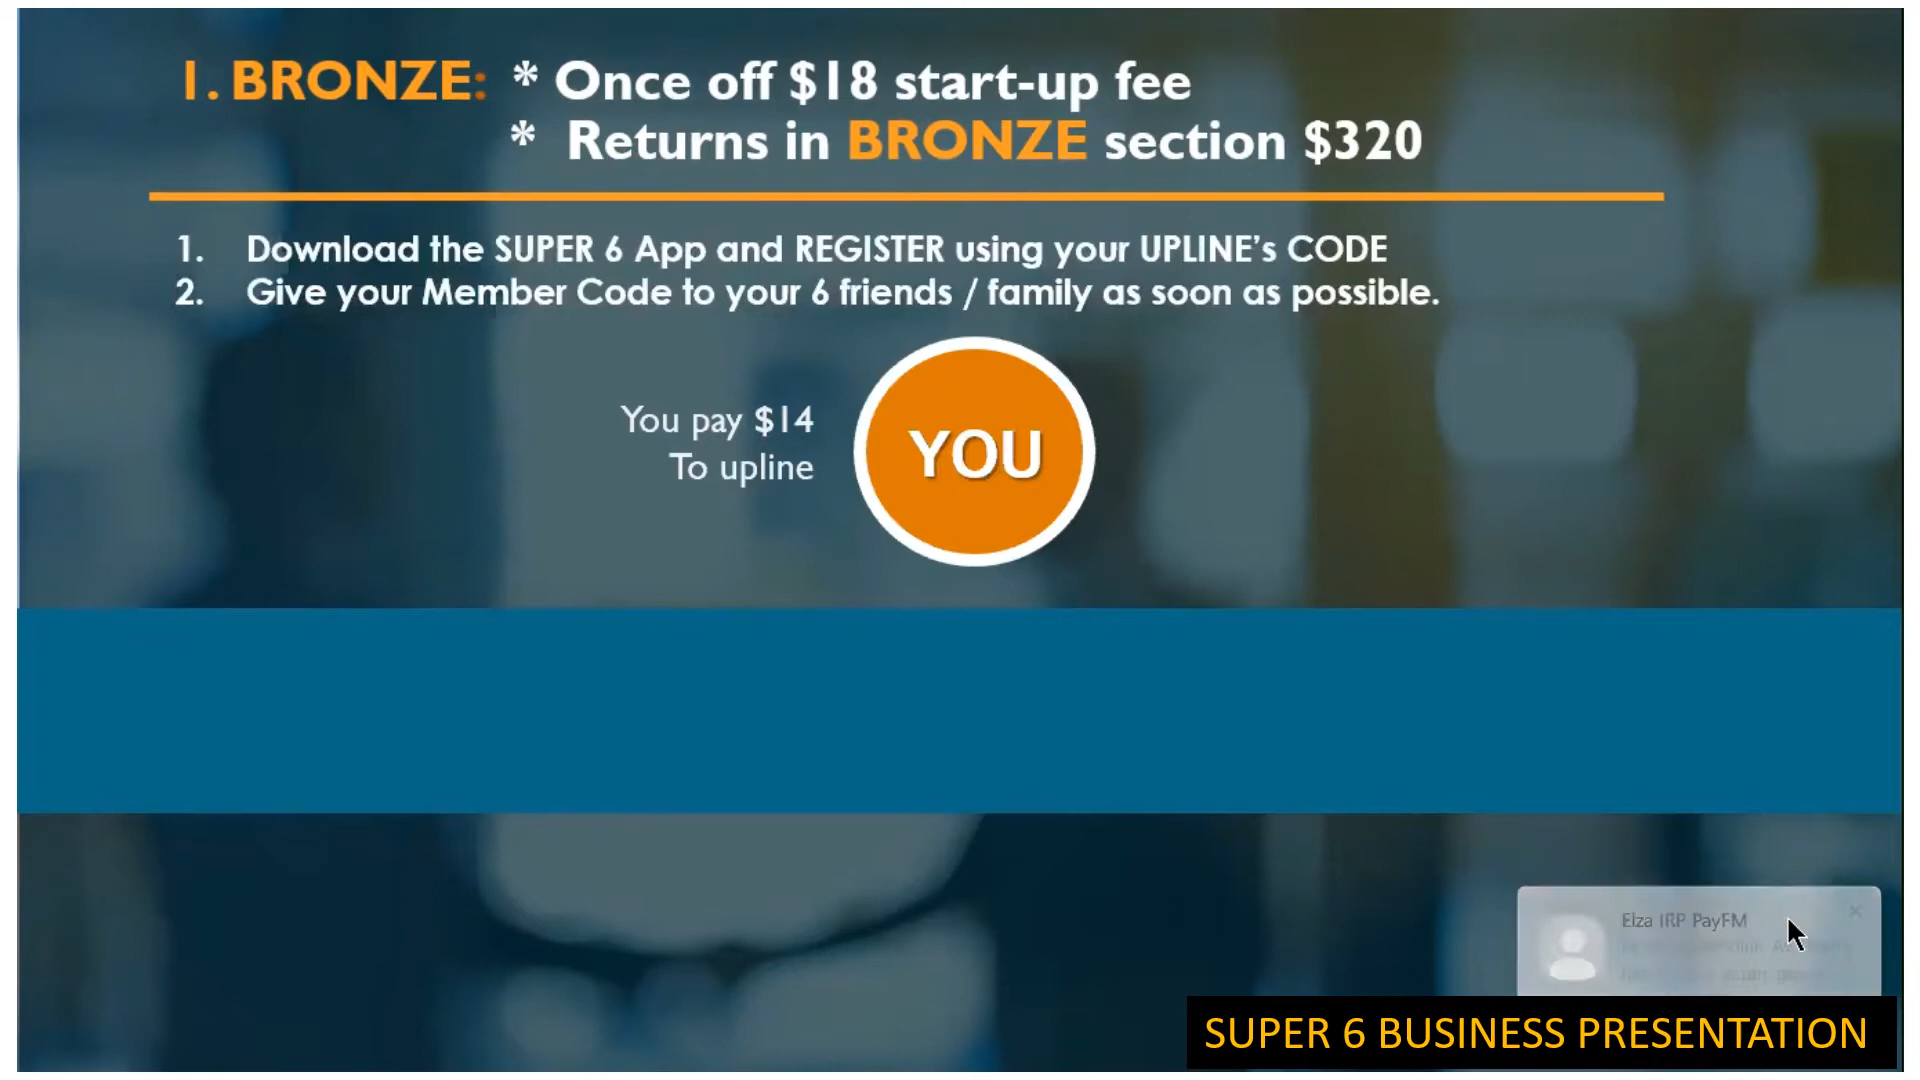 1. BRONZE: * Once off $18 start-up fee
* Returns in BRONZE section $320
1. Download the SUPER 6 App and REGISTER using your UPLINE's CODE
2. Give your Member Code to your 6 friends / family as soon as possible.
You pay $14
To upline
YOU
Elza IRP PayFM
SUPER 6 BUSINESS PRESENTATION